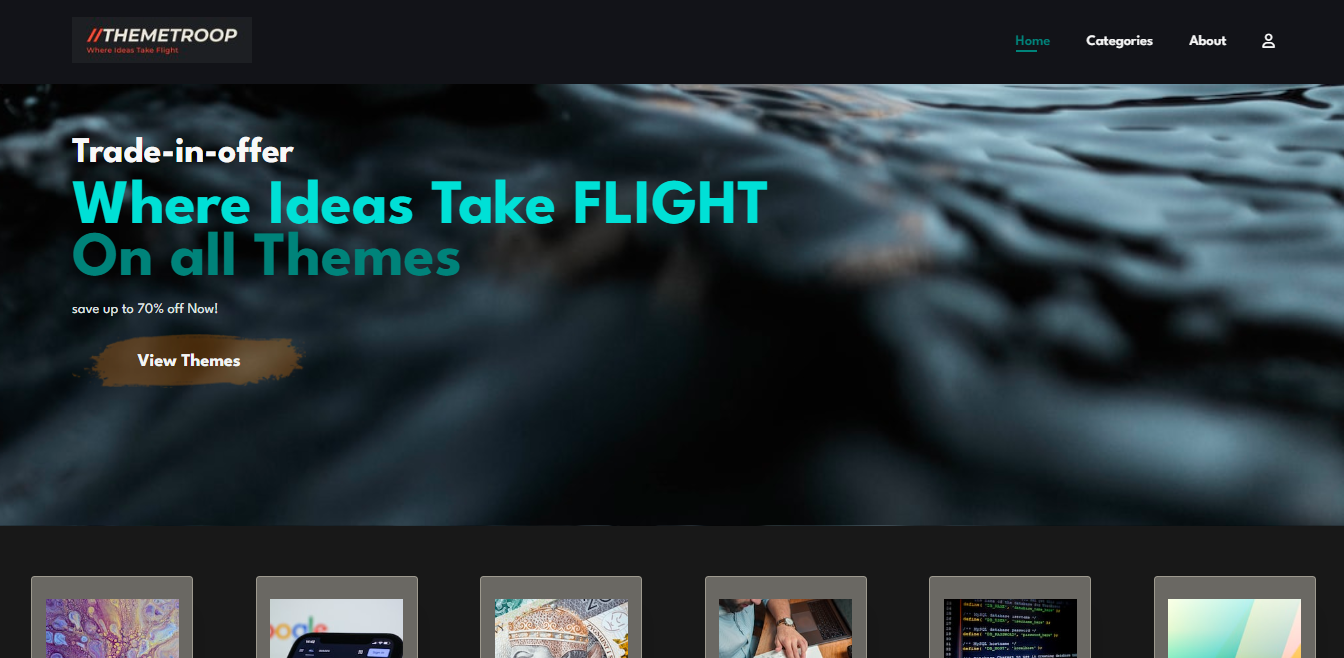 //THEMETROOP
Where Ideas Take Flight
Home
Categories
About
Trade-in-offer
Where Ideas Take FLIGHT
On all Themes
save up to 70% off Now!
View Themes